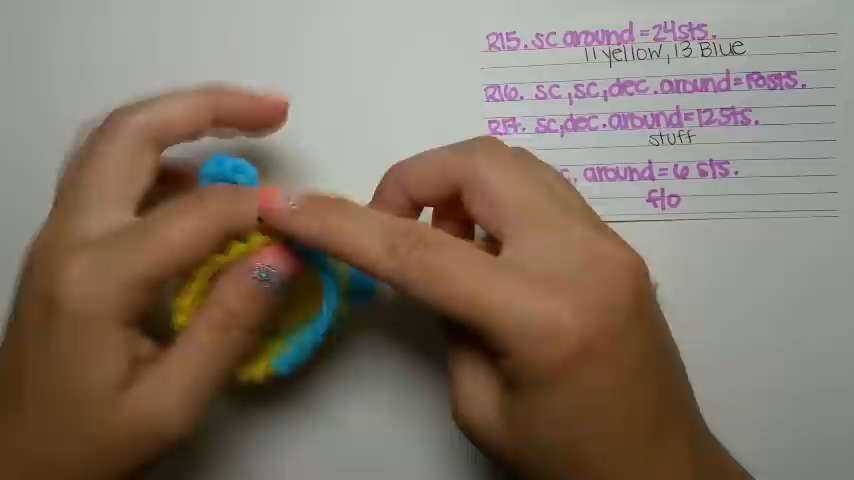 R15. sc around = 24sts.
11 yellow, 13 Blue
R16. sc, sc, dec. around = 18sts.
R17. sc, dec. around = 12sts.
stuff
c. around = 6 sts.
f/o